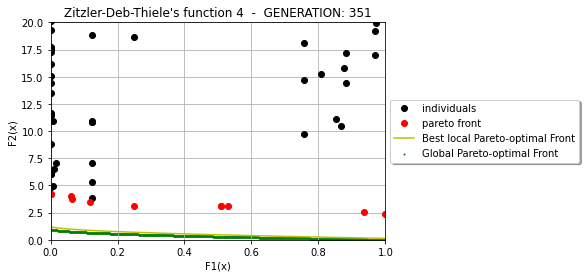 Zitzler-Deb-Thiele's function 4 - GENERATION: 351
20.0
17.5
15.0
12.5
10.0
7.5
5.0
2.5
0.0
F2(x)
0.0 0.2 0.4 0.6 0.8 1.0
F1(x)
individuals
pareto front
Best local Pareto-optimal Front
Global Pareto-optimal Front